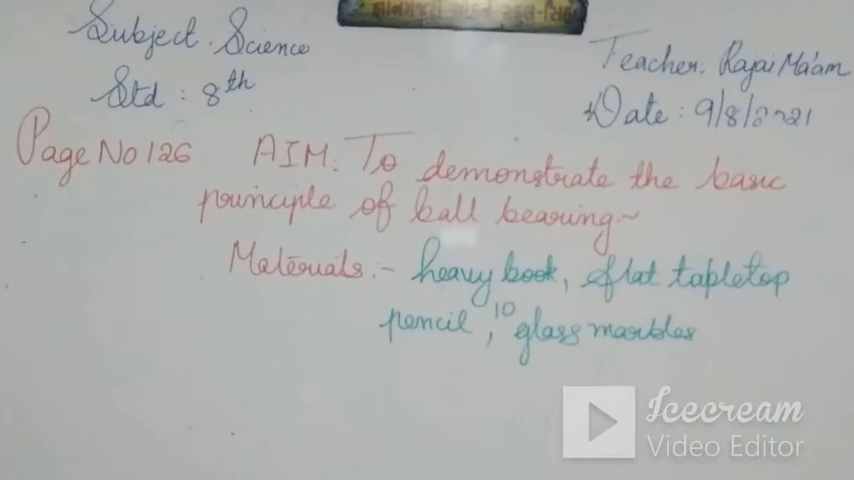 Subject. Science
Std : 8th
Teacher. Rajai Ma'am
Date : 9/8/2021
Page No 126 AIM: To demonstrate the basic
principle of ball bearing~
Materials:- heavy book, flat tabletop
pencil, 10 glass marbles
Icecream
Video Editor